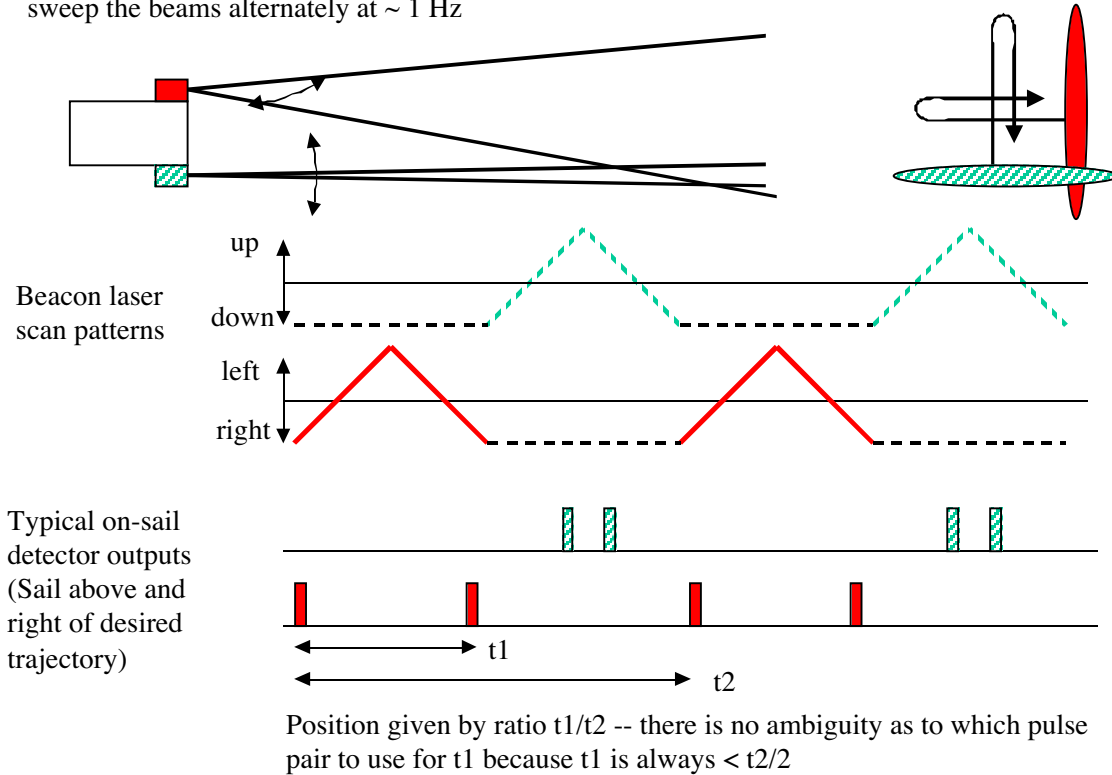 sweep the beams alternately at ~ 1 Hz
up
Beacon laser
scan patterns
down
left
right
Typical on-sail
detector outputs
(Sail above and
right of desired
trajectory)
t1
t2
Position given by ratio t1/t2 -- there is no ambiguity as to which pulse
pair to use for t1 because t1 is always < t2/2